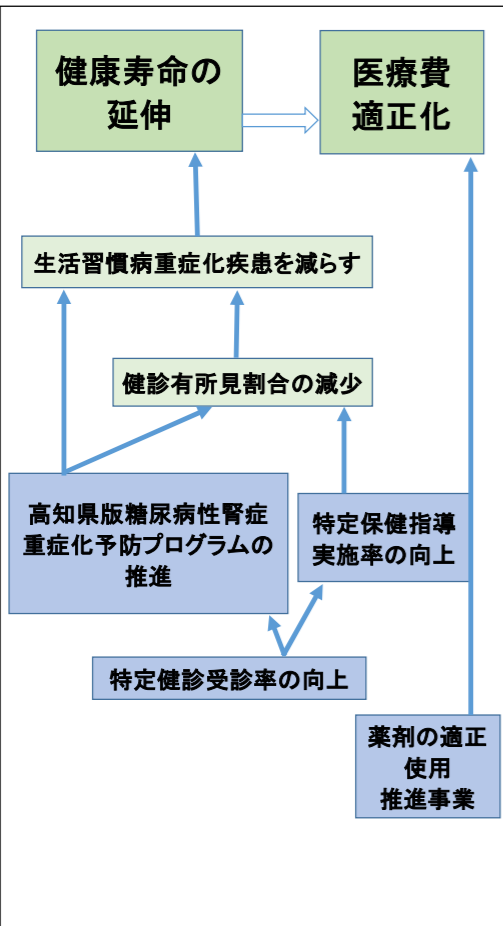 健康寿命の
延伸
医療費
適正化
生活習慣病重症化疾患を減らす
健診有所見割合の減少
高知県版糖尿病性腎症
重症化予防プログラムの
推進
特定保健指導
実施率の向上
特定健診受診率の向上
薬剤の適正
使用
推進事業